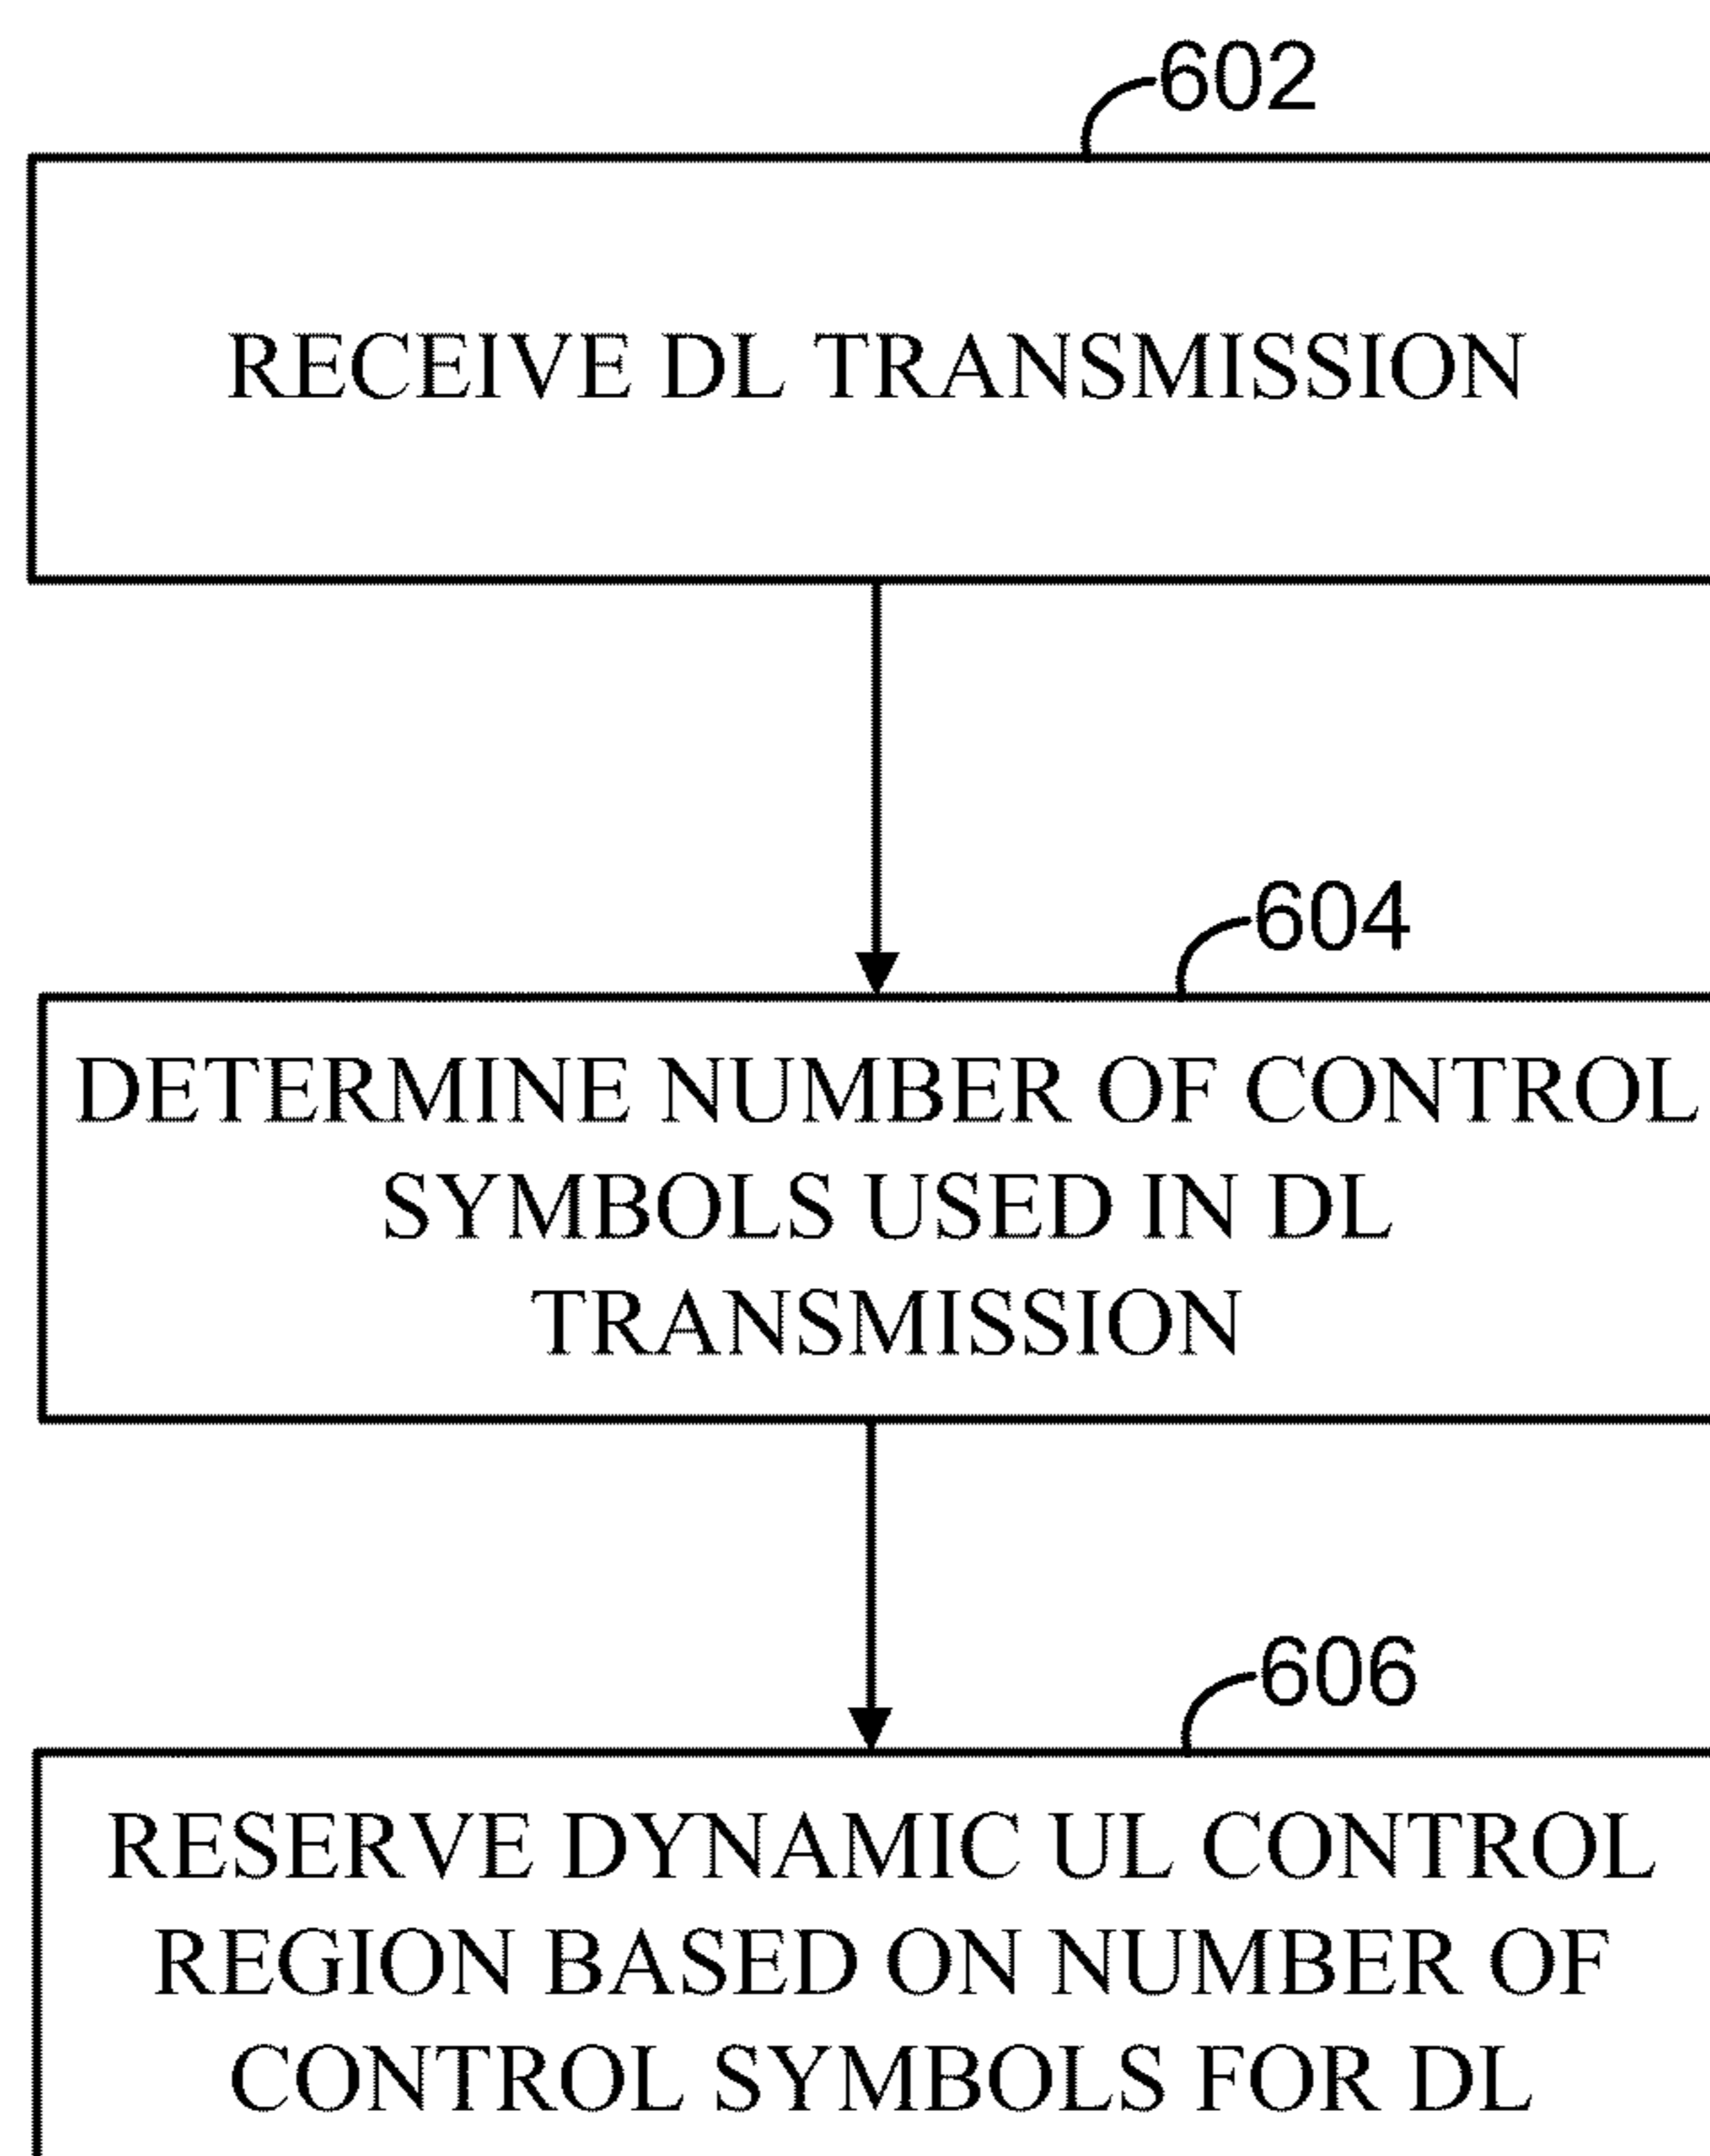 602
RECEIVE DL TRANSMISSION
604
DETERMINE NUMBER OF CONTROL
SYMBOLS USED IN DL
TRANSMISSION
606
RESERVE DYNAMIC UL CONTROL
REGION BASED ON NUMBER OF
CONTROL SYMBOLS FOR DL